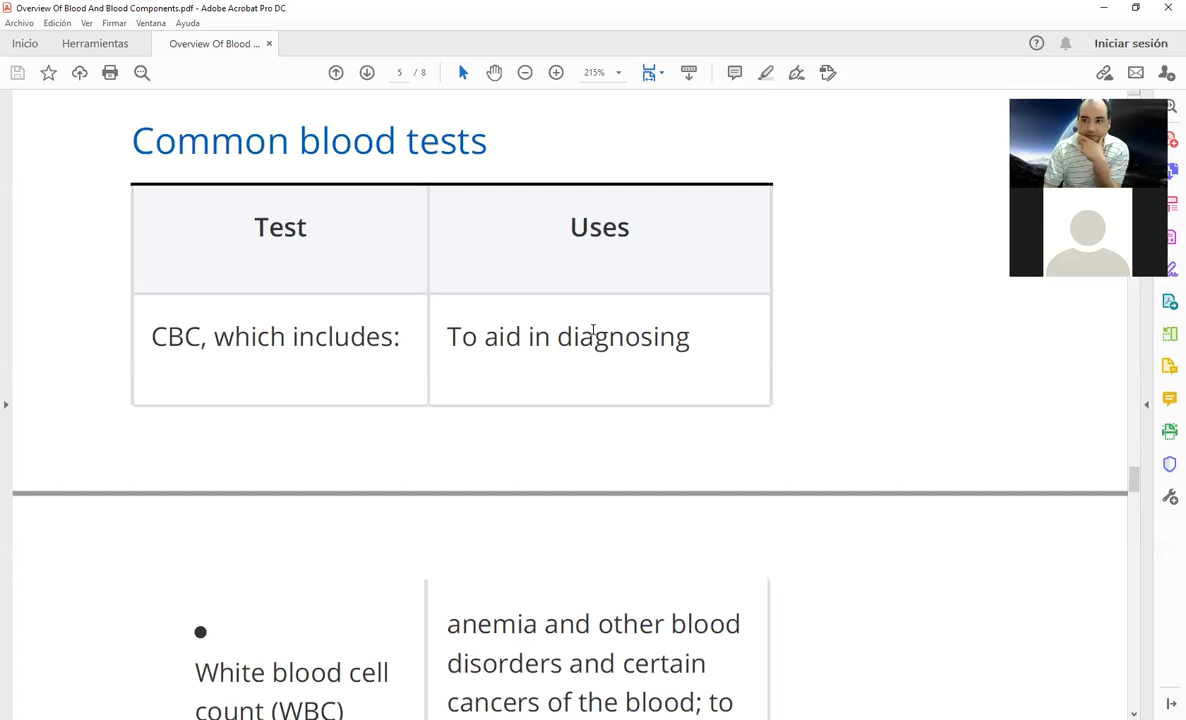 Overview Of Blood And Blood Components.pdf - Adobe Acrobat Pro DC
Archivo Edición Ver Firmar Ventana Ayuda
Inicio Herramientas Overview Of Blood ... × Iniciar sesión
5 / 8 215%
Common blood tests
Test Uses
CBC, which includes: To aid in diagnosing
anemia and other blood
● disorders and certain
White blood cell cancers of the blood; to
count (WBC)